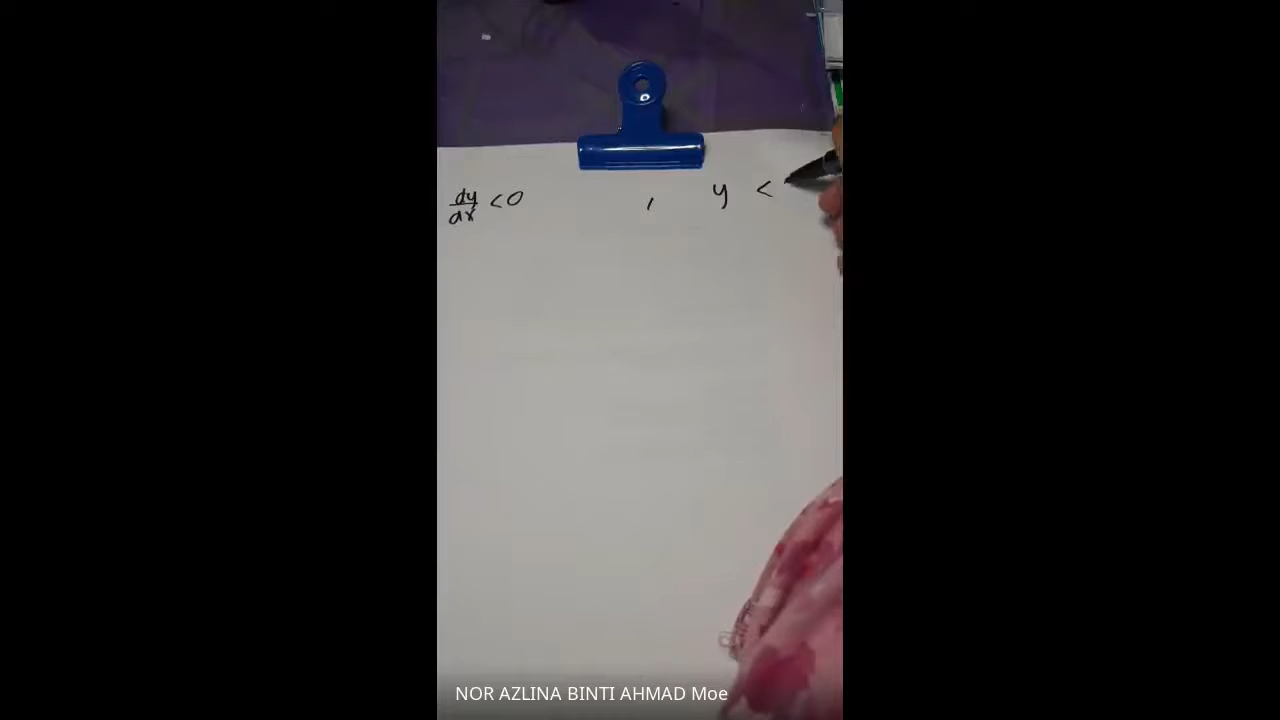 dy/dx < 0 , y <
NOR AZLINA BINTI AHMAD Moe